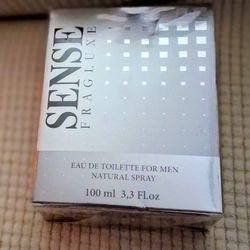 SENSE
FRAGLUXE
EAU DE TOILETTE FOR MEN
NATURAL SPRAY
100 ml 3,3 Fl.oz